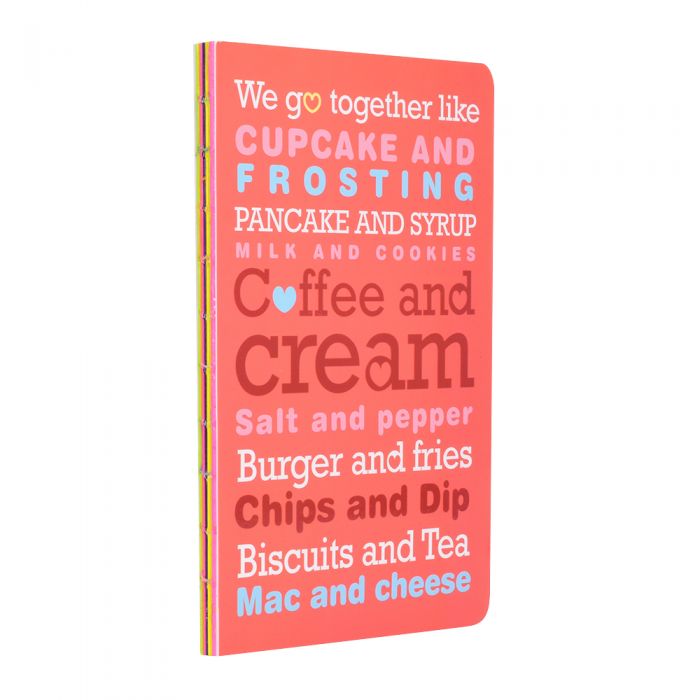 We go together like
CUPCAKE AND
FROSTING
PANCAKE AND SYRUP
MILK AND COOKIES
Coffee and
cream
Salt and pepper
Burger and fries
Chips and Dip
Biscuits and Tea
Mac and cheese